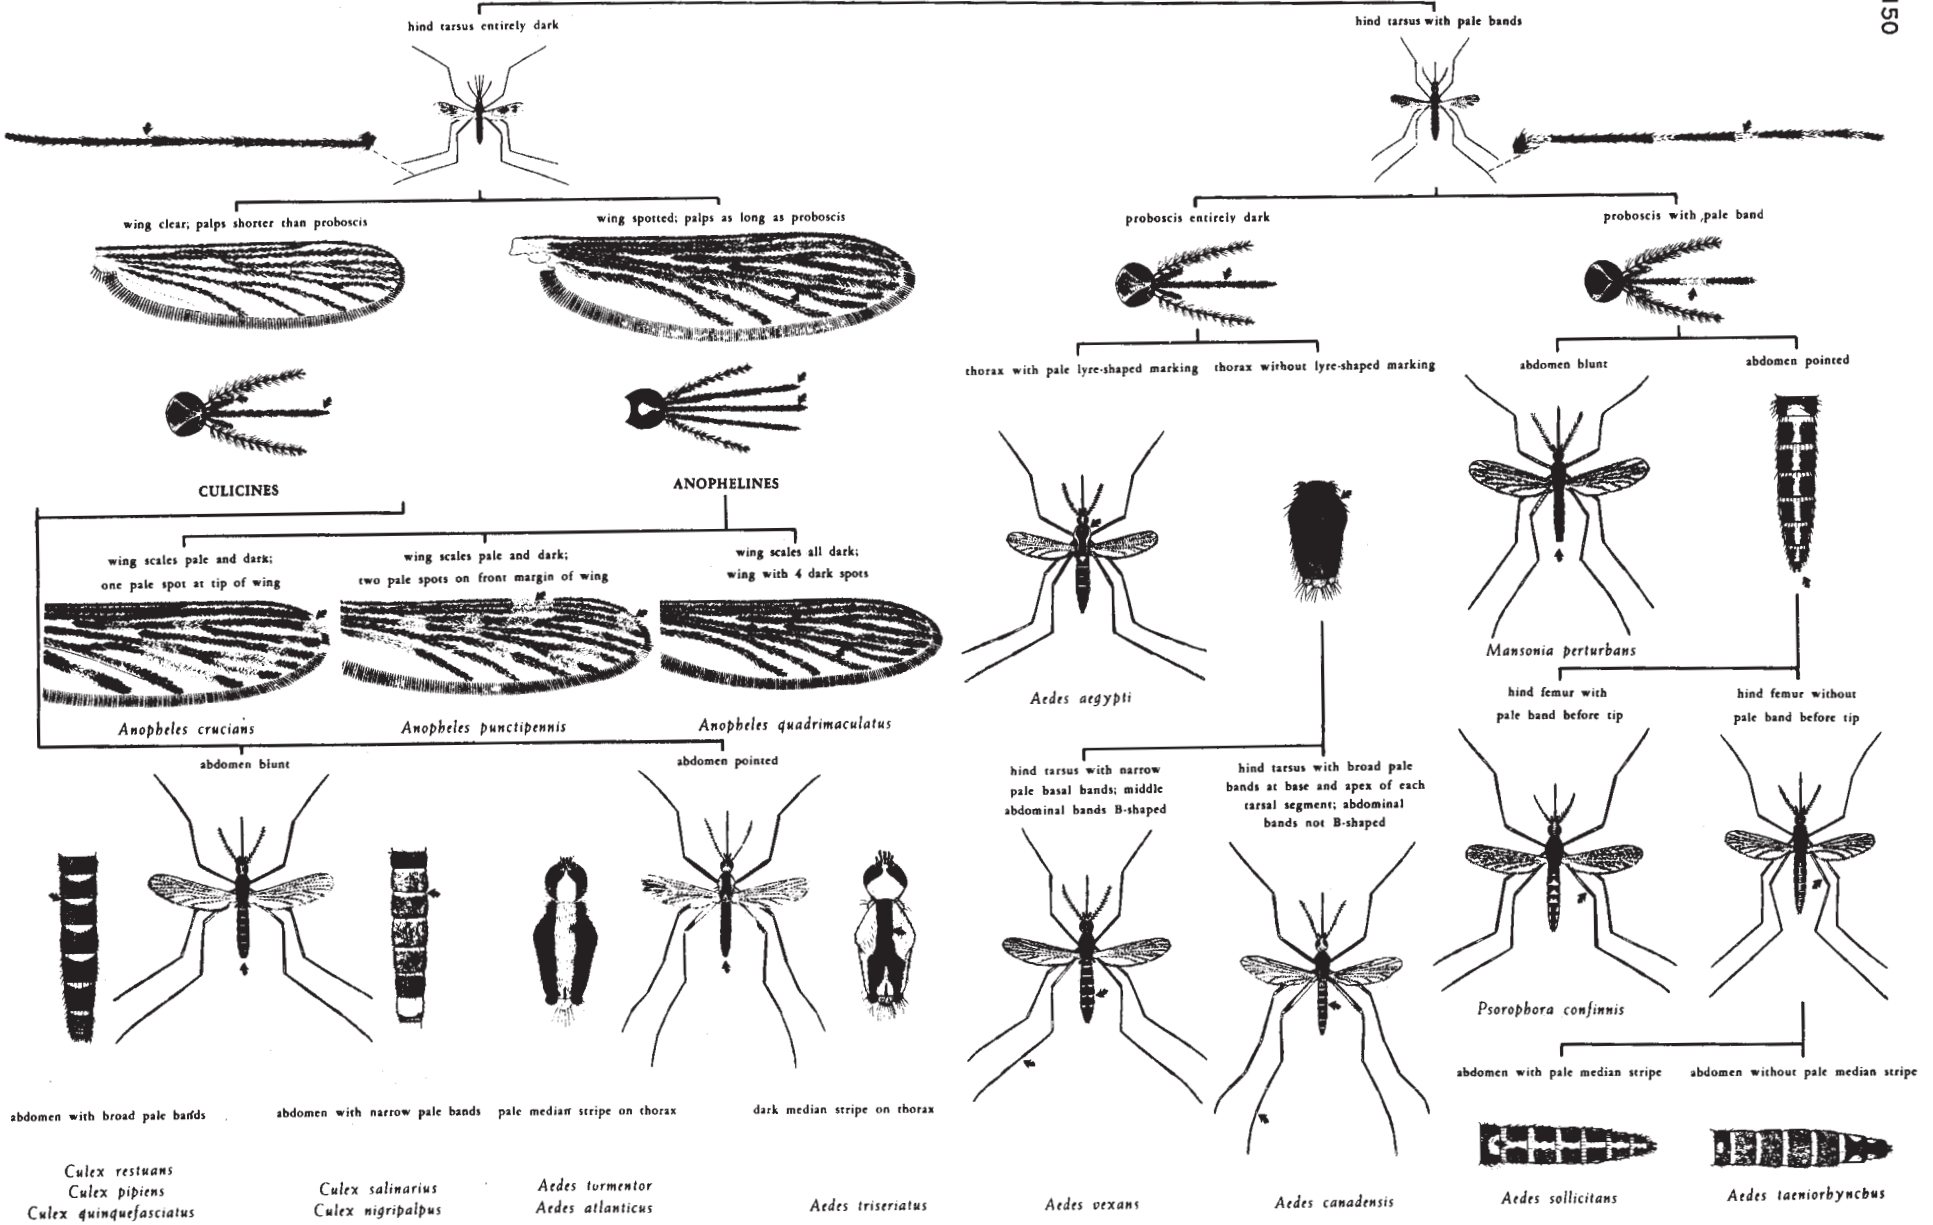 150
hind tarsus entirely dark
hind tarsus with pale bands
wing clear; palps shorter than proboscis
wing spotted; palps as long as proboscis
proboscis entirely dark
proboscis with pale band
thorax with pale lyre-shaped marking
thorax without lyre-shaped marking
abdomen blunt
abdomen pointed
CULICINES
ANOPHELINES
wing scales pale and dark;
one pale spot at tip of wing
wing scales pale and dark;
two pale spots on front margin of wing
wing scales all dark;
wing with 4 dark spots
Anopheles crucians
Anopheles punctipennis
Anopheles quadrimaculatus
Aedes aegypti
Mansonia perturbans
hind femur with
pale band before tip
hind femur without
pale band before tip
abdomen blunt
abdomen pointed
hind tarsus with narrow
pale basal bands; middle
abdominal bands B-shaped
hind tarsus with broad pale
bands at base and apex of each
tarsal segment; abdominal
bands not B-shaped
Psorophora confinnis
abdomen with pale median stripe
abdomen without pale median stripe
abdomen with broad pale bands
abdomen with narrow pale bands
pale median stripe on thorax
dark median stripe on thorax
Culex restuans
Culex pipiens
Culex quinquefasciatus
Culex salinarius
Culex nigripalpus
Aedes tormentor
Aedes atlanticus
Aedes triseriatus
Aedes vexans
Aedes canadensis
Aedes sollicitans
Aedes taeniorhynchus